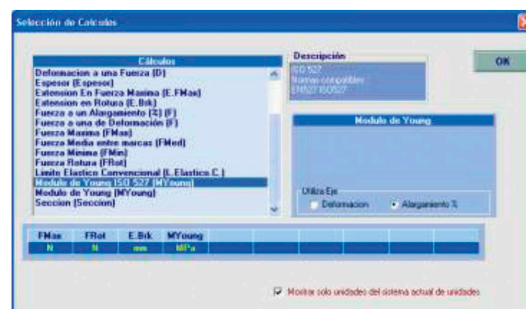 Selección de Calculos
Cálculos
Deformacion a una Fuerza (D)
Espesor (Espesor)
Extension En Fuerza Maxima (E.FMax)
Extension en Rotura (E.Brk)
Fuerza a un Alargamiento (%) (F)
Fuerza a una de Deformación (F)
Fuerza Maxima (FMax)
Fuerza Media entre marcas (FMed)
Fuerza Minima (FMin)
Fuerza Rotura (FRot)
Limite Elastico Convencional (L.Elastico C.)
Modulo de Young ISO 527 (MYoung)
Modulo de Young (MYoung)
Seccion (Seccion)
Descripción
ISO 527
Normas compatibles
EN527 ISO527
OK
Modulo de Young
Utiliza Eje
Deformacion
Alargamiento %
FMax FRot E.Brk MYoung
N N mm MPa
Mostrar solo unidades del sistema actual de unidades